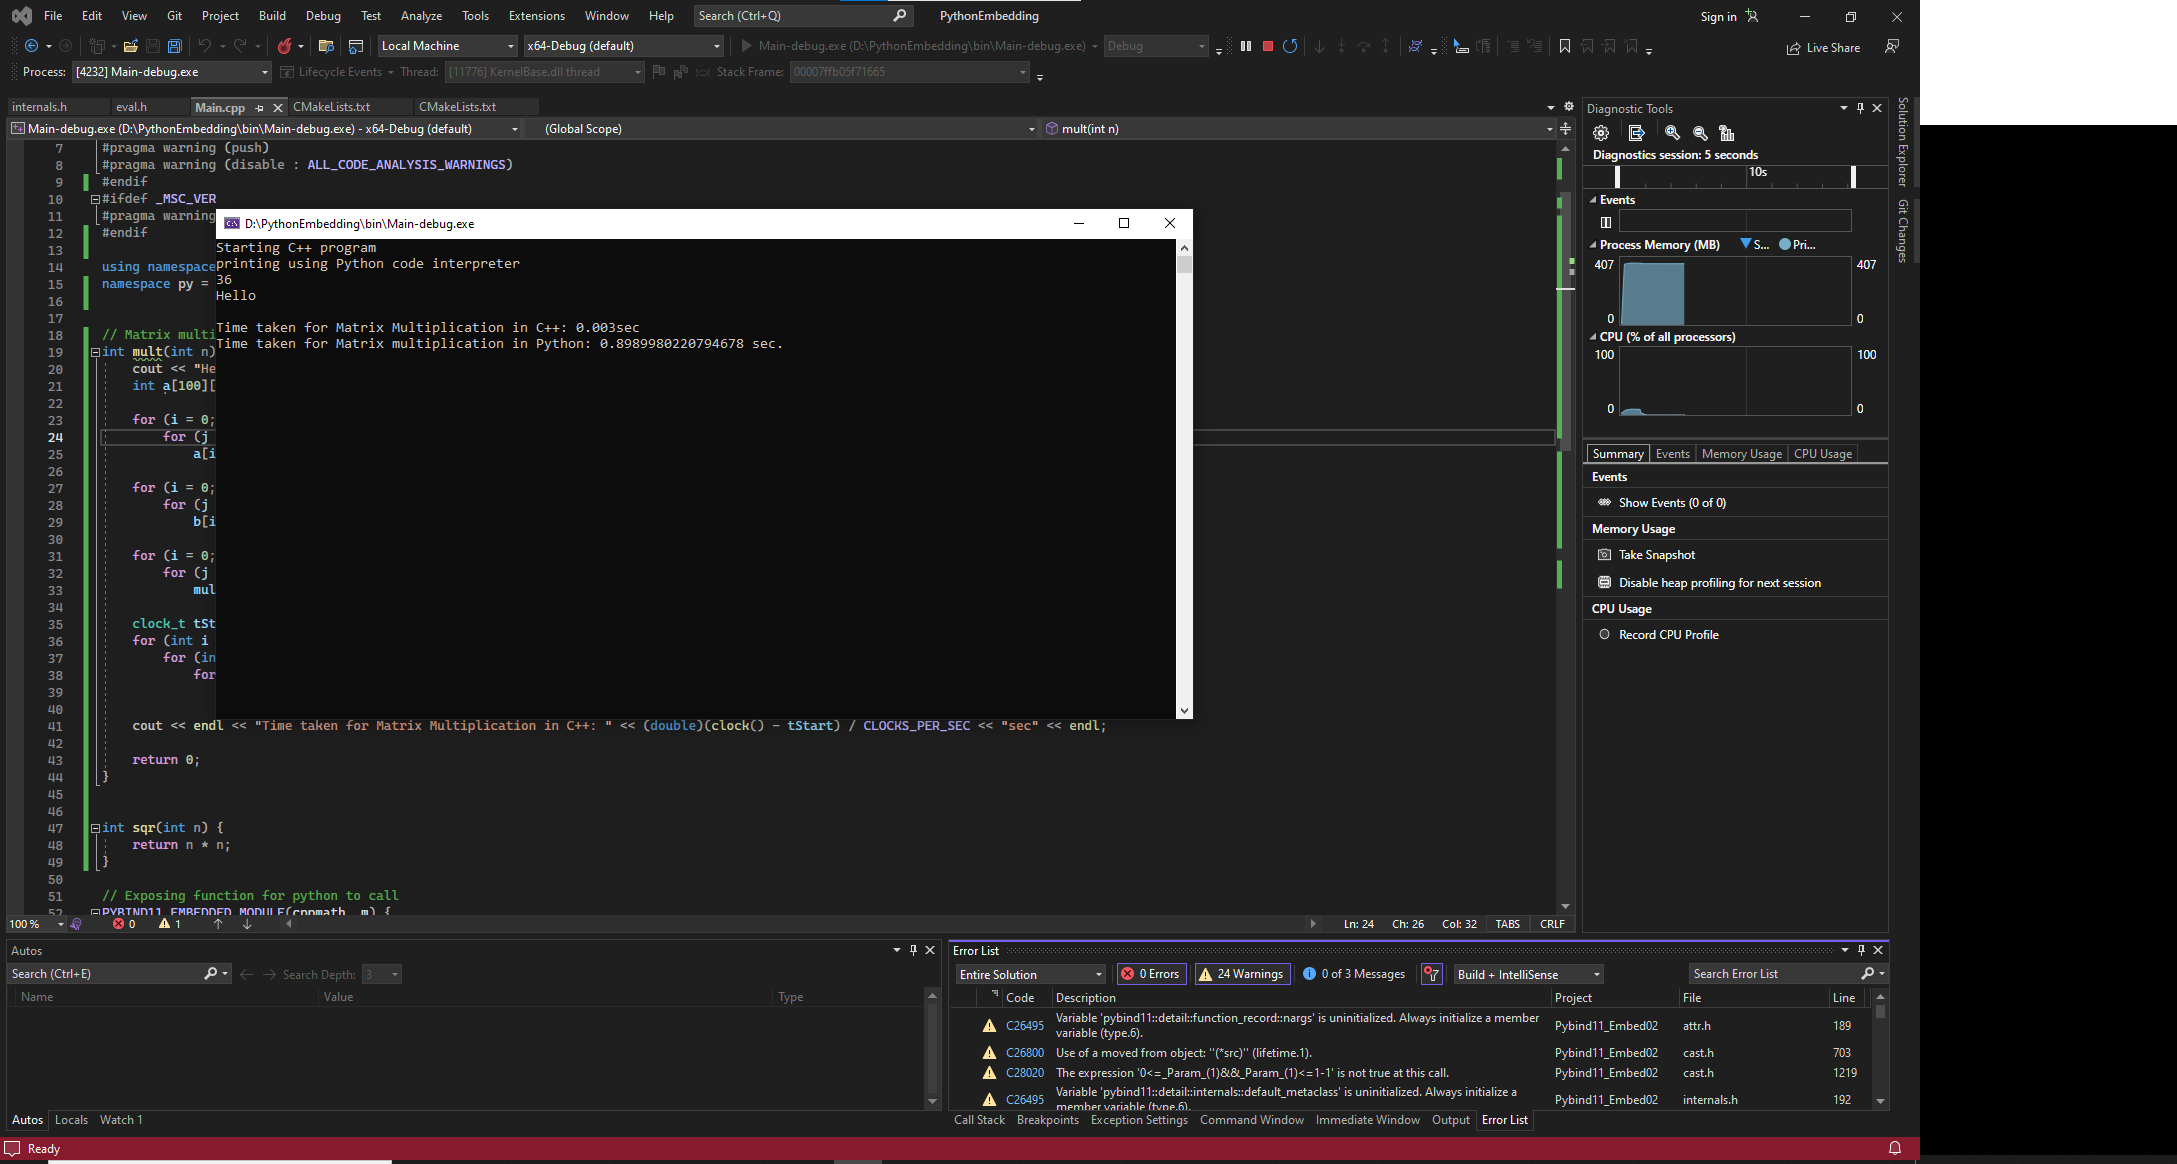 File Edit View Git Project Build Debug Test Analyze Tools Extensions Window Help Search (Ctrl+Q) PythonEmbedding Sign in
Local Machine x64-Debug (default) Main-debug.exe (D:\PythonEmbedding\bin\Main-debug.exe) Debug Live Share
Process: [4232] Main-debug.exe Lifecycle Events Thread: [11776] KernelBase.dll thread Stack Frame: 00007ffb05f71665
internals.h eval.h Main.cpp CMakeLists.txt CMakeLists.txt
Main-debug.exe (D:\PythonEmbedding\bin\Main-debug.exe) - x64-Debug (default) (Global Scope) mult(int n)
7 #pragma warning (push)
8 #pragma warning (disable : ALL_CODE_ANALYSIS_WARNINGS)
9 #endif
10 #ifdef _MSC_VER
11 #pragma warning
12 #endif
13
14 using namespace
15 namespace py =
16
17
18 // Matrix multi
19 int mult(int n)
20 cout << "He
21 int a[100][
22
23 for (i = 0;
24 for (j
25 a[i
26
27 for (i = 0;
28 for (j
29 b[i
30
31 for (i = 0;
32 for (j
33 mul
34
35 clock_t tSt
36 for (int i
37 for (in
38 for
39
40
41 cout << endl << "Time taken for Matrix Multiplication in C++: " << (double)(clock() - tStart) / CLOCKS_PER_SEC << "sec" << endl;
42
43 return 0;
44 }
45
46
47 int sqr(int n) {
48 return n * n;
49 }
50
51 // Exposing function for python to call
52 PYBIND11_EMBEDDED_MODULE(cppmath, m) {
D:\PythonEmbedding\bin\Main-debug.exe
Starting C++ program
printing using Python code interpreter
36
Hello
Time taken for Matrix Multiplication in C++: 0.003sec
Time taken for Matrix multiplication in Python: 0.8989980220794678 sec.
100 % 0 1 Ln: 24 Ch: 26 Col: 32 TABS CRLF
Diagnostic Tools
Diagnostics session: 5 seconds
10s
Events
Process Memory (MB) S... Pri...
407 407
0 0
CPU (% of all processors)
100 100
0 0
Summary Events Memory Usage CPU Usage
Events
Show Events (0 of 0)
Memory Usage
Take Snapshot
Disable heap profiling for next session
CPU Usage
Record CPU Profile
Solution Explorer
Git Changes
Autos
Search (Ctrl+E) Search Depth: 3
Name Value Type
Autos Locals Watch 1
Error List
Entire Solution 0 Errors 24 Warnings 0 of 3 Messages Build + IntelliSense Search Error List
Code Description Project File Line
C26495 Variable 'pybind11::detail::function_record::nargs' is uninitialized. Always initialize a member Pybind11_Embed02 attr.h 189
variable (type.6).
C26800 Use of a moved from object: ''(*src)'' (lifetime.1). Pybind11_Embed02 cast.h 703
C28020 The expression '0<=_Param_(1)&&_Param_(1)<=1-1' is not true at this call. Pybind11_Embed02 cast.h 1219
C26495 Variable 'pybind11::detail::internals::default_metaclass' is uninitialized. Always initialize a Pybind11_Embed02 internals.h 192
member variable (type.6).
Call Stack Breakpoints Exception Settings Command Window Immediate Window Output Error List
Ready